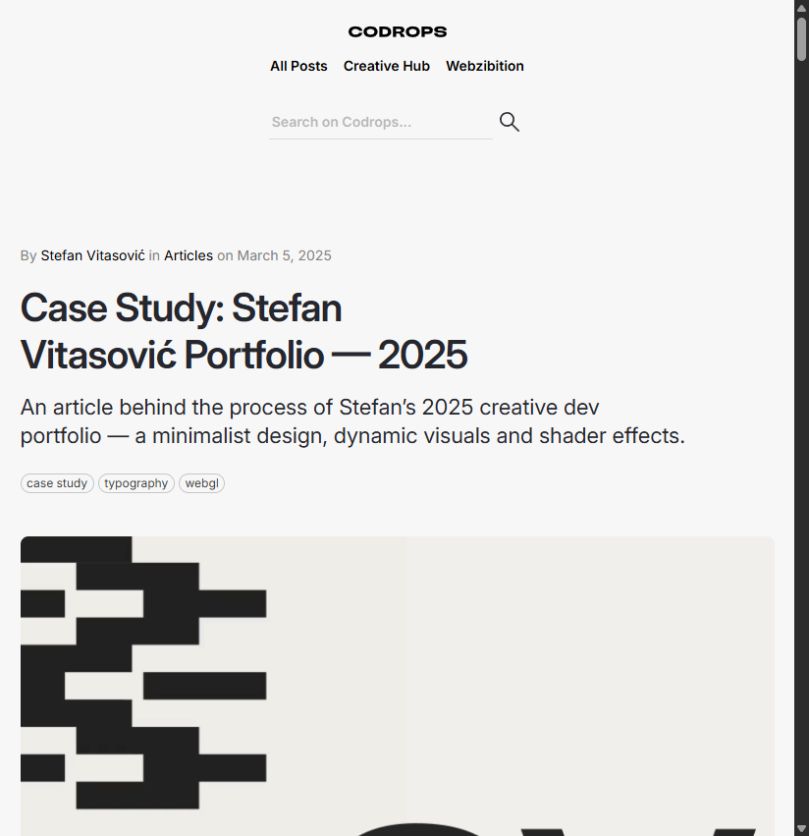 CODROPS
All Posts Creative Hub Webzibition
Search on Codrops...
By Stefan Vitasović in Articles on March 5, 2025
Case Study: Stefan
Vitasović Portfolio — 2025
An article behind the process of Stefan’s 2025 creative dev
portfolio — a minimalist design, dynamic visuals and shader effects.
case study typography webgl